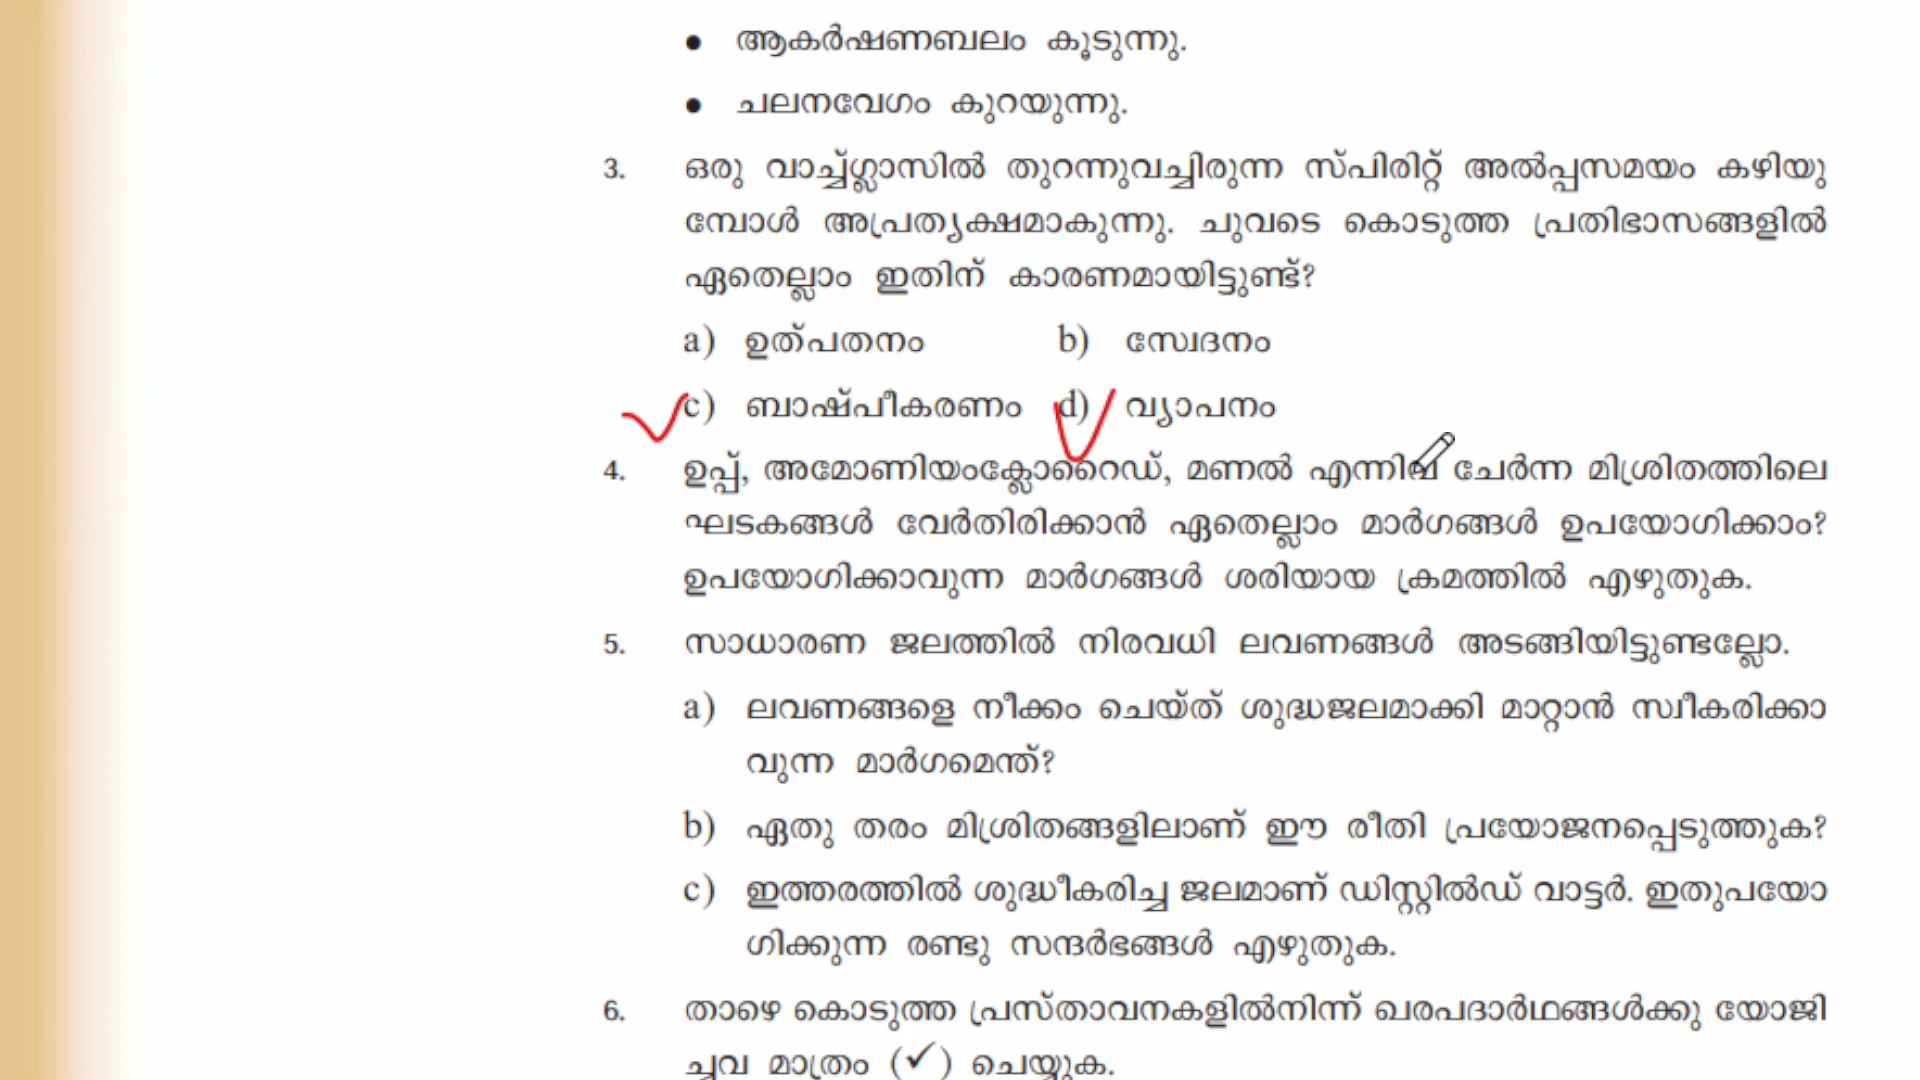 • ആകർഷണബലം കൂടുന്നു.
• ചലനവേഗം കുറയുന്നു.
3. ഒരു വാച്ച്ഗ്ലാസിൽ തുറന്നുവച്ചിരുന്ന സ്പിരിറ്റ് അൽപ്പസമയം കഴിയു
മ്പോൾ അപ്രത്യക്ഷമാകുന്നു. ചുവടെ കൊടുത്ത പ്രതിഭാസങ്ങളിൽ
ഏതെല്ലാം ഇതിന് കാരണമായിട്ടുണ്ട്?
a) ഉത്പതനം b) സ്വേദനം
c) ബാഷ്പീകരണം d) വ്യാപനം
4. ഉപ്പ്, അമോണിയംക്ലോറൈഡ്, മണൽ എന്നിവ ചേർന്ന മിശ്രിതത്തിലെ
ഘടകങ്ങൾ വേർതിരിക്കാൻ ഏതെല്ലാം മാർഗങ്ങൾ ഉപയോഗിക്കാം?
ഉപയോഗിക്കാവുന്ന മാർഗങ്ങൾ ശരിയായ ക്രമത്തിൽ എഴുതുക.
5. സാധാരണ ജലത്തിൽ നിരവധി ലവണങ്ങൾ അടങ്ങിയിട്ടുണ്ടല്ലോ.
a) ലവണങ്ങളെ നീക്കം ചെയ്ത് ശുദ്ധജലമാക്കി മാറ്റാൻ സ്വീകരിക്കാ
വുന്ന മാർഗമെന്ത്?
b) ഏതു തരം മിശ്രിതങ്ങളിലാണ് ഈ രീതി പ്രയോജനപ്പെടുത്തുക?
c) ഇത്തരത്തിൽ ശുദ്ധീകരിച്ച ജലമാണ് ഡിസ്റ്റിൽഡ് വാട്ടർ. ഇതുപയോ
ഗിക്കുന്ന രണ്ടു സന്ദർഭങ്ങൾ എഴുതുക.
6. താഴെ കൊടുത്ത പ്രസ്താവനകളിൽനിന്ന് ഖരപദാർഥങ്ങൾക്കു യോജി
ച്ചവ മാത്രം (✓) ചെയ്യുക.